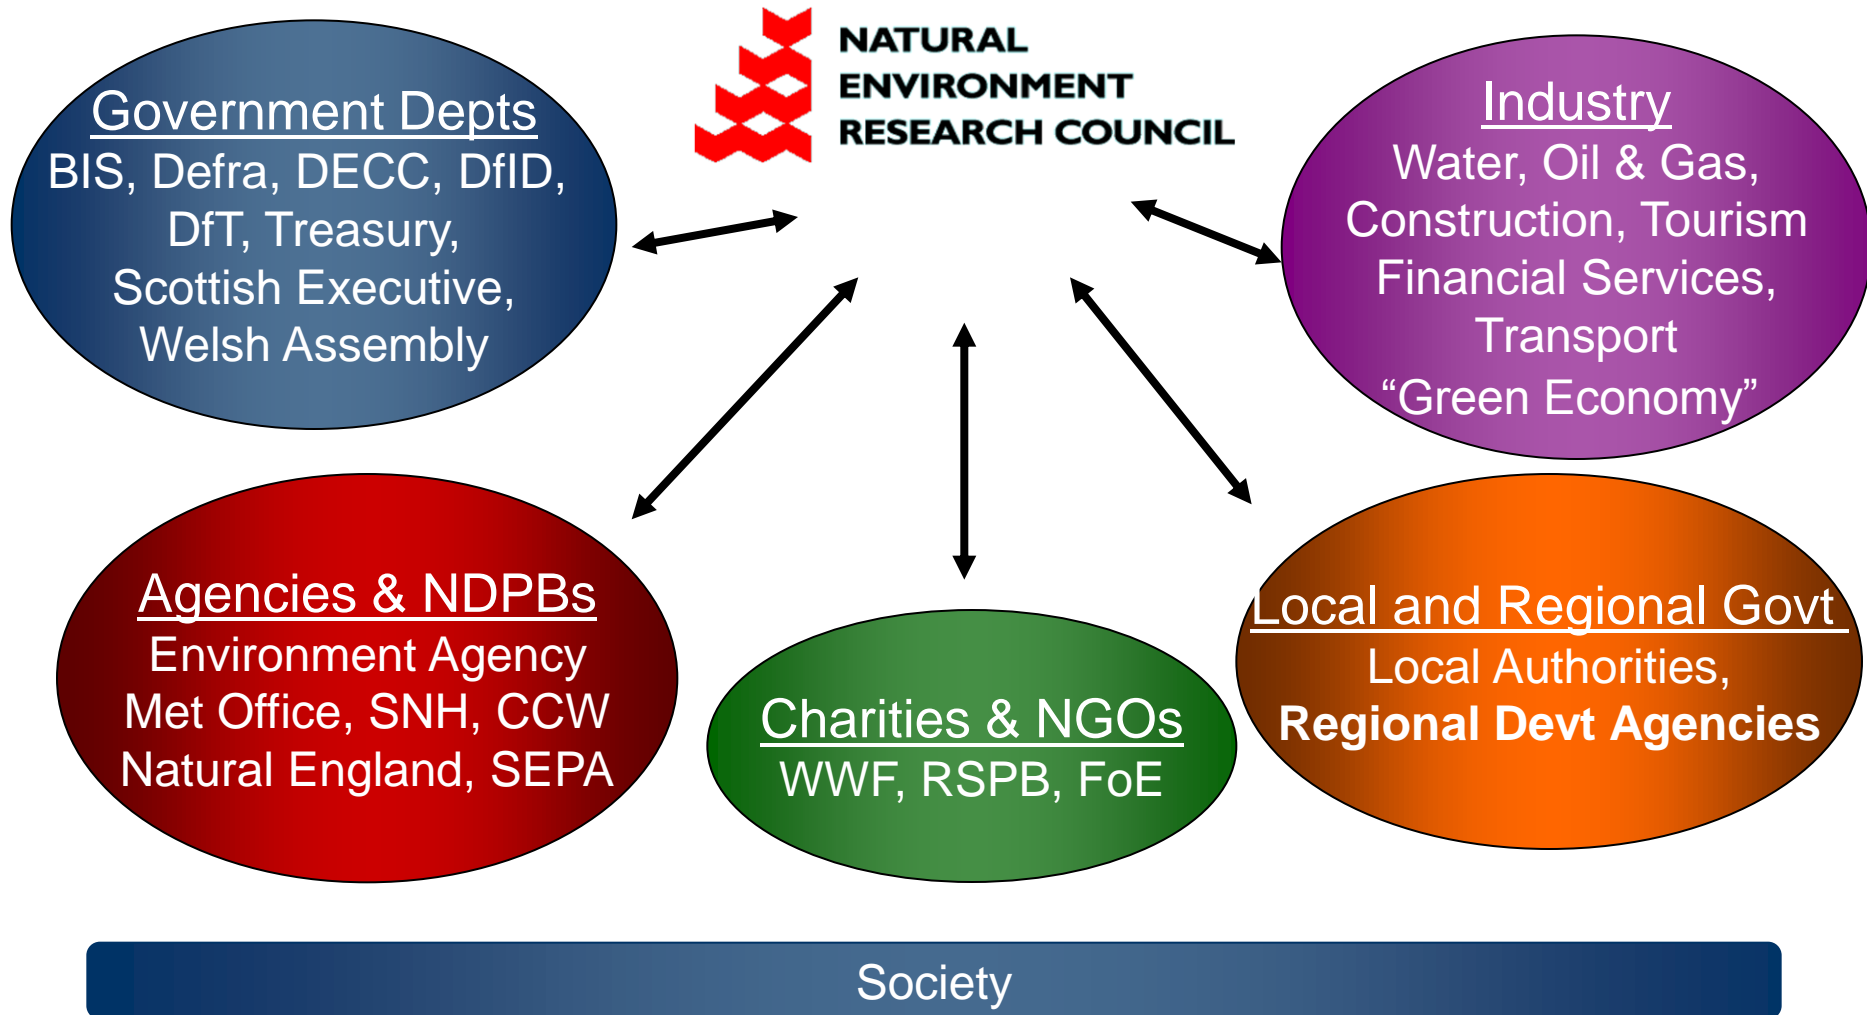 NATURAL
ENVIRONMENT
RESEARCH COUNCIL
Government Depts
BIS, Defra, DECC, DfID,
DfT, Treasury,
Scottish Executive,
Welsh Assembly
Industry
Water, Oil & Gas,
Construction, Tourism
Financial Services,
Transport
“Green Economy”
Agencies & NDPBs
Environment Agency
Met Office, SNH, CCW
Natural England, SEPA
Charities & NGOs
WWF, RSPB, FoE
Local and Regional Govt
Local Authorities,
Regional Devt Agencies
Society